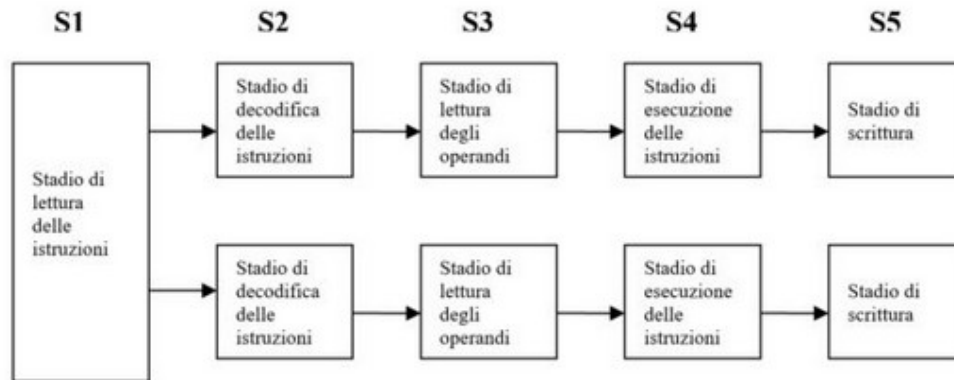 S1 S2 S3 S4 S5
Stadio di
lettura
delle
istruzioni
Stadio di
decodifica
delle
istruzioni
Stadio di
lettura
degli
operandi
Stadio di
esecuzione
delle
istruzioni
Stadio di
scrittura
Stadio di
decodifica
delle
istruzioni
Stadio di
lettura
degli
operandi
Stadio di
esecuzione
delle
istruzioni
Stadio di
scrittura